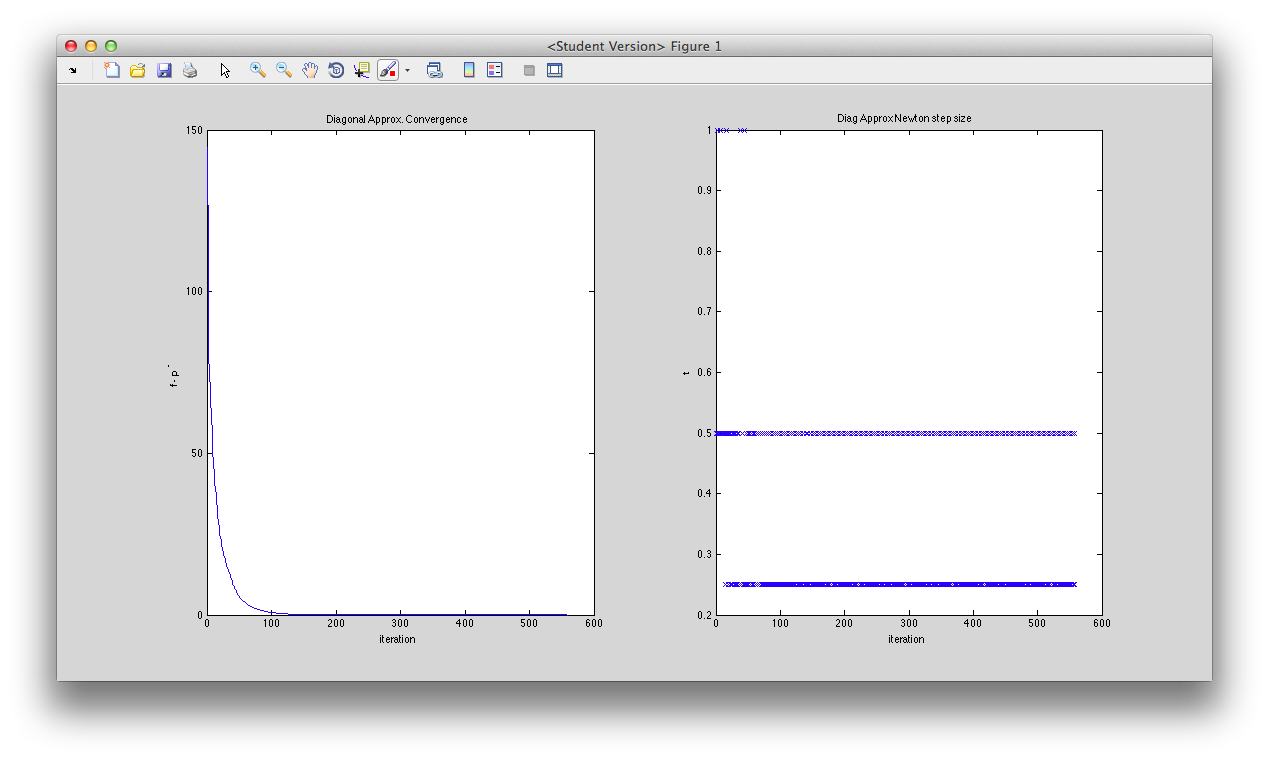 <Student Version> Figure 1
Diagonal Approx. Convergence
150
100
50
0
f - p*
0 100 200 300 400 500 600
iteration
Diag Approx Newton step size
1
0.9
0.8
0.7
0.6
0.5
0.4
0.3
0.2
t
0 100 200 300 400 500 600
iteration